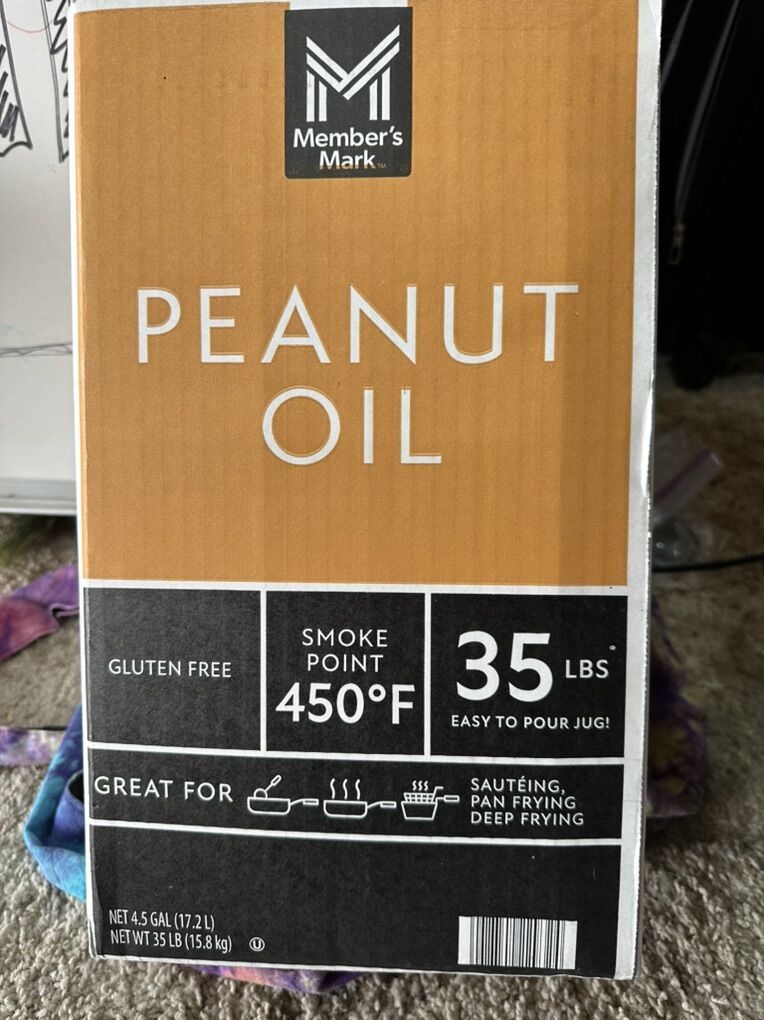 Member's
Mark™
PEANUT
OIL
GLUTEN FREE
SMOKE
POINT
450°F
35 LBS
EASY TO POUR JUG!
GREAT FOR
SAUTÉING,
PAN FRYING
DEEP FRYING
NET 4.5 GAL (17.2 L)
NET WT 35 LB (15.8 kg) Ⓤ